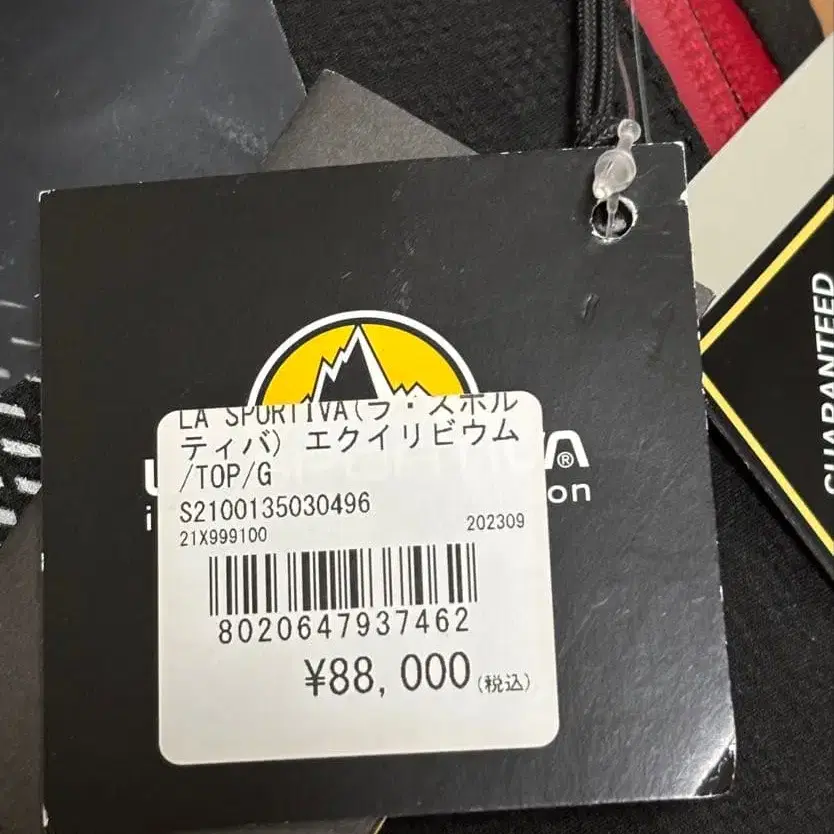 LA SPORTIVA(ラ・スポル
ティバ) エクイリビウム
/TOP/G
S2100135030496
21X999100 202309
8020647937462
¥88,000(税込)
on
GUARANTEED